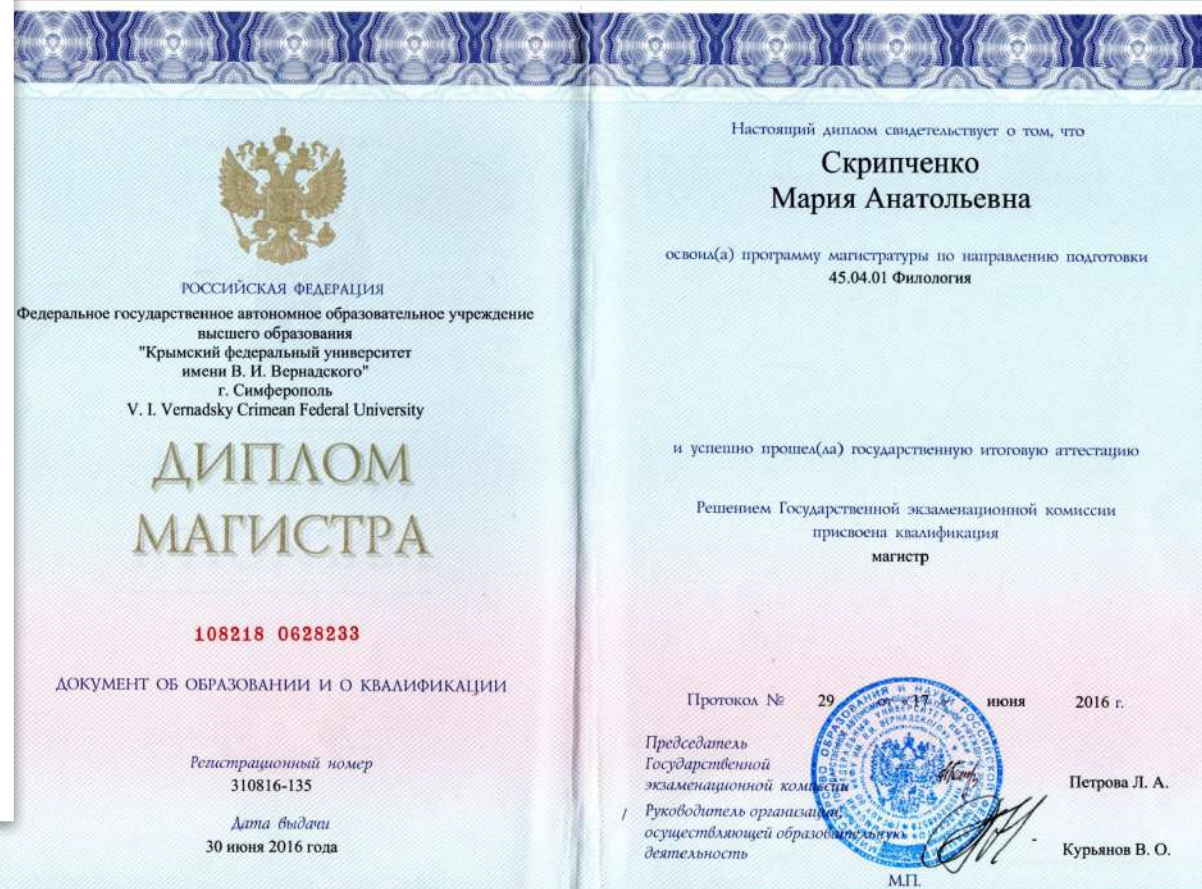 РОССИЙСКАЯ ФЕДЕРАЦИЯ
Федеральное государственное автономное образовательное учреждение
высшего образования
"Крымский федеральный университет
имени В. И. Вернадского"
г. Симферополь
V. I. Vernadsky Crimean Federal University
ДИПЛОМ
МАГИСТРА
108218 0628233
ДОКУМЕНТ ОБ ОБРАЗОВАНИИ И О КВАЛИФИКАЦИИ
Регистрационный номер
310816-135
Дата выдачи
30 июня 2016 года
Настоящий диплом свидетельствует о том, что
Скрипченко
Мария Анатольевна
освоил(а) программу магистратуры по направлению подготовки
45.04.01 Филология
и успешно прошел(ла) государственную итоговую аттестацию
Решением Государственной экзаменационной комиссии
присвоена квалификация
магистр
Протокол № 29 от «17» июня 2016 г.
Председатель
Государственной
экзаменационной комиссии
Петрова Л. А.
Руководитель организации,
осуществляющей образовательную
деятельность
Курьянов В. О.
М.П.